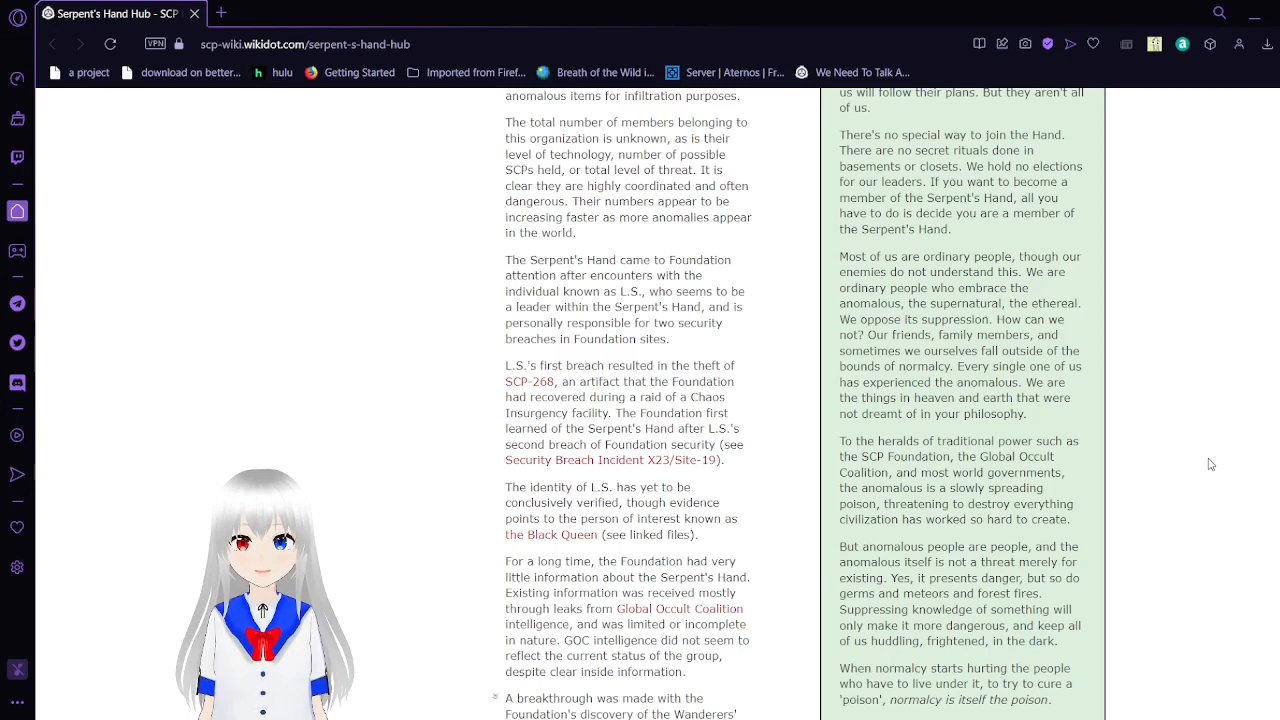 Serpent's Hand Hub - SCP
VPN
scp-wiki.wikidot.com/serpent-s-hand-hub
a project
download on better...
hulu
Getting Started
Imported from Firef...
Breath of the Wild i...
Server | Aternos | Fr...
We Need To Talk A...
anomalous items for infiltration purposes.
The total number of members belonging to
this organization is unknown, as is their
level of technology, number of possible
SCPs held, or total level of threat. It is
clear they are highly coordinated and often
dangerous. Their numbers appear to be
increasing faster as more anomalies appear
in the world.
The Serpent's Hand came to Foundation
attention after encounters with the
individual known as L.S., who seems to be
a leader within the Serpent's Hand, and is
personally responsible for two security
breaches in Foundation sites.
L.S.'s first breach resulted in the theft of
SCP-268, an artifact that the Foundation
had recovered during a raid of a Chaos
Insurgency facility. The Foundation first
learned of the Serpent's Hand after L.S.'s
second breach of Foundation security (see
Security Breach Incident X23/Site-19).
The identity of L.S. has yet to be
conclusively verified, though evidence
points to the person of interest known as
the Black Queen (see linked files).
For a long time, the Foundation had very
little information about the Serpent's Hand.
Existing information was received mostly
through leaks from Global Occult Coalition
intelligence, and was limited or incomplete
in nature. GOC intelligence did not seem to
reflect the current status of the group,
despite clear inside information.
A breakthrough was made with the
Foundation's discovery of the Wanderers'
us will follow their plans. But they aren't all
of us.
There's no special way to join the Hand.
There are no secret rituals done in
basements or closets. We hold no elections
for our leaders. If you want to become a
member of the Serpent's Hand, all you
have to do is decide you are a member of
the Serpent's Hand.
Most of us are ordinary people, though our
enemies do not understand this. We are
ordinary people who embrace the
anomalous, the supernatural, the ethereal.
We oppose its suppression. How can we
not? Our friends, family members, and
sometimes we ourselves fall outside of the
bounds of normalcy. Every single one of us
has experienced the anomalous. We are
the things in heaven and earth that were
not dreamt of in your philosophy.
To the heralds of traditional power such as
the SCP Foundation, the Global Occult
Coalition, and most world governments,
the anomalous is a slowly spreading
poison, threatening to destroy everything
civilization has worked so hard to create.
But anomalous people are people, and the
anomalous itself is not a threat merely for
existing. Yes, it presents danger, but so do
germs and meteors and forest fires.
Suppressing knowledge of something will
only make it more dangerous, and keep all
of us huddling, frightened, in the dark.
When normalcy starts hurting the people
who have to live under it, to try to cure a
'poison', normalcy is itself the poison.